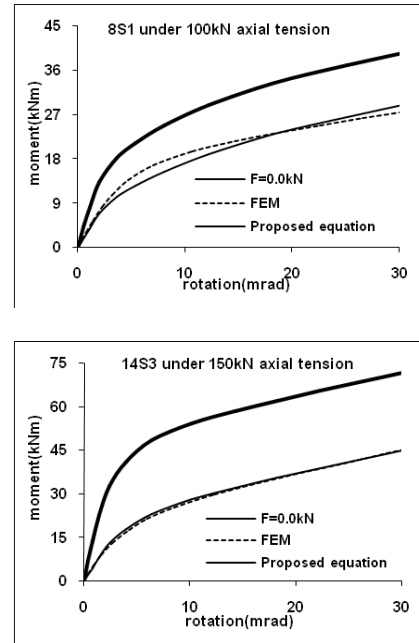 8S1 under 100kN axial tension
45
36
27
18
9
0
moment(kNm)
F=0.0kN
FEM
Proposed equation
0
10
20
30
rotation(mrad)
14S3 under 150kN axial tension
75
60
45
30
15
0
moment(kNm)
F=0.0kN
FEM
Proposed equation
0
10
20
30
rotation(mrad)